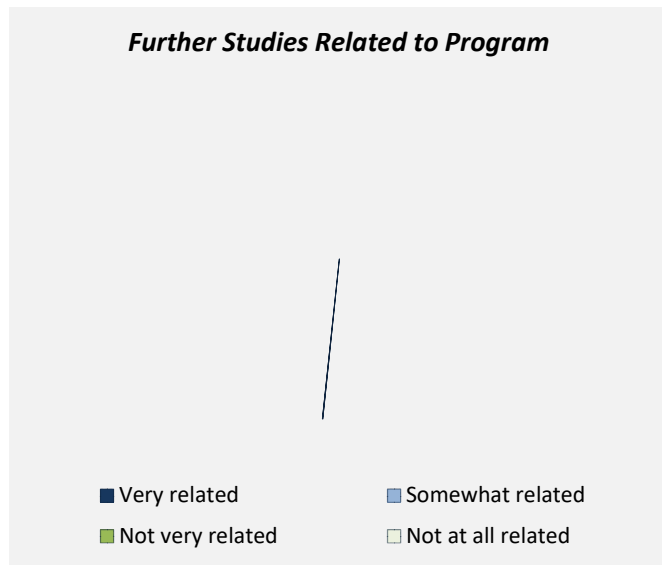 Further Studies Related to Program
Very related
Somewhat related
Not very related
Not at all related